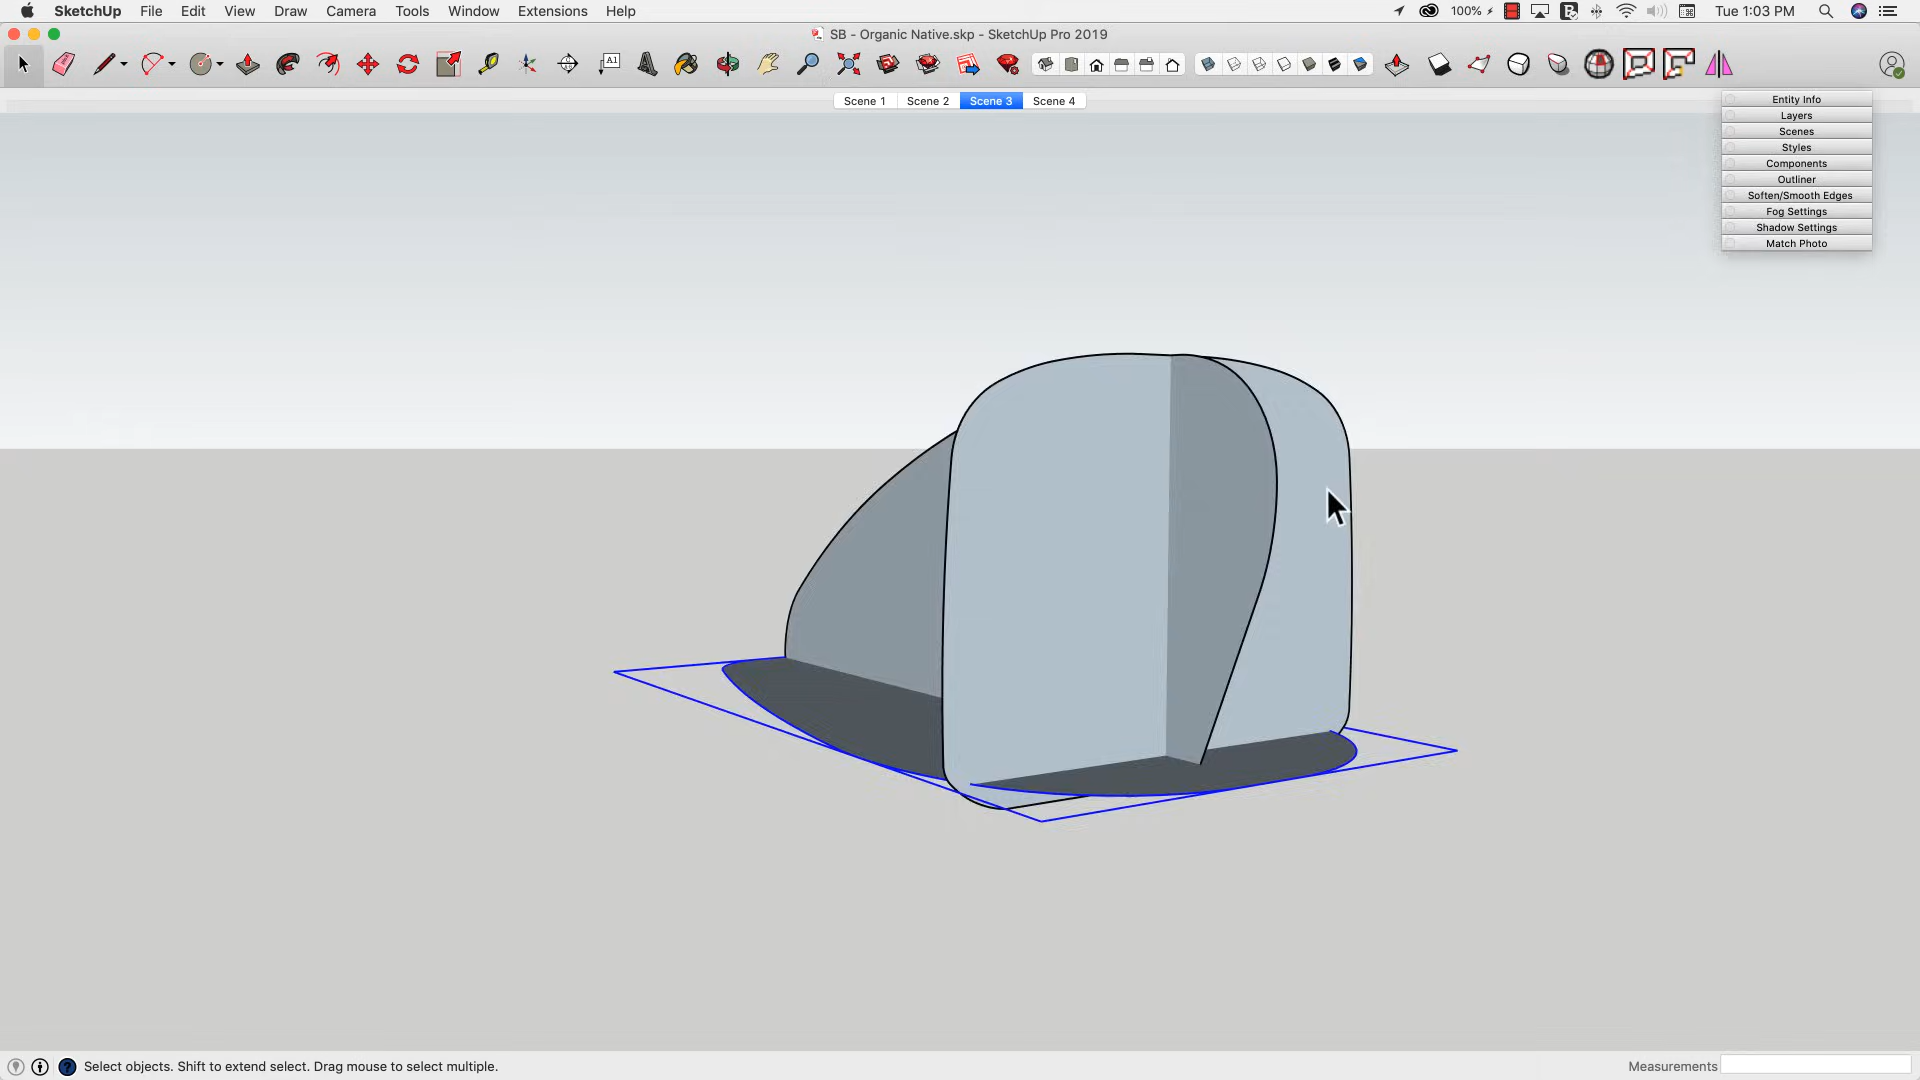 SketchUp File Edit View Draw Camera Tools Window Extensions Help 100% Tue 1:03 PM
SB - Organic Native.skp - SketchUp Pro 2019
A1
Scene 1 Scene 2 Scene 3 Scene 4
Entity Info
Layers
Scenes
Styles
Components
Outliner
Soften/Smooth Edges
Fog Settings
Shadow Settings
Match Photo
Select objects. Shift to extend select. Drag mouse to select multiple.
Measurements